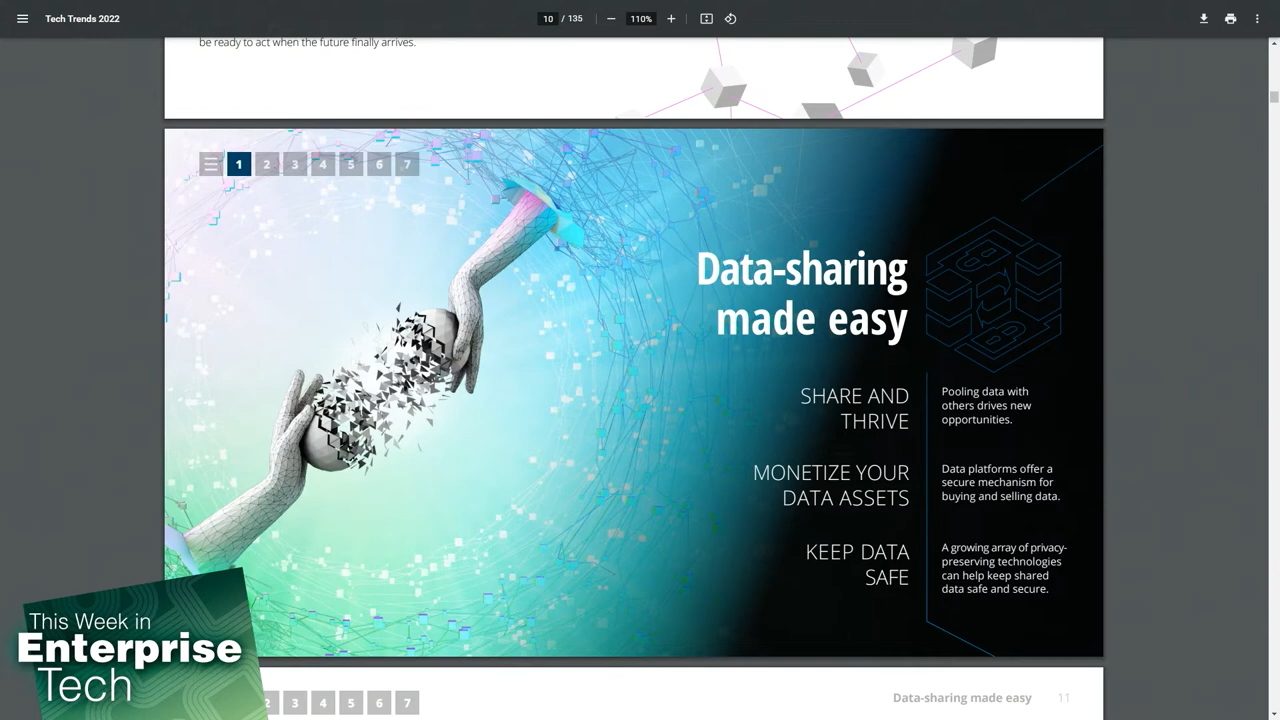 Tech Trends 2022
10 / 135
110%
be ready to act when the future finally arrives.
1 2 3 4 5 6 7
Data-sharing
made easy
SHARE AND
THRIVE
Pooling data with
others drives new
opportunities.
MONETIZE YOUR
DATA ASSETS
Data platforms offer a
secure mechanism for
buying and selling data.
KEEP DATA
SAFE
A growing array of privacy-
preserving technologies
can help keep shared
data safe and secure.
This Week in
Enterprise
Tech
2 3 4 5 6 7
Data-sharing made easy 11